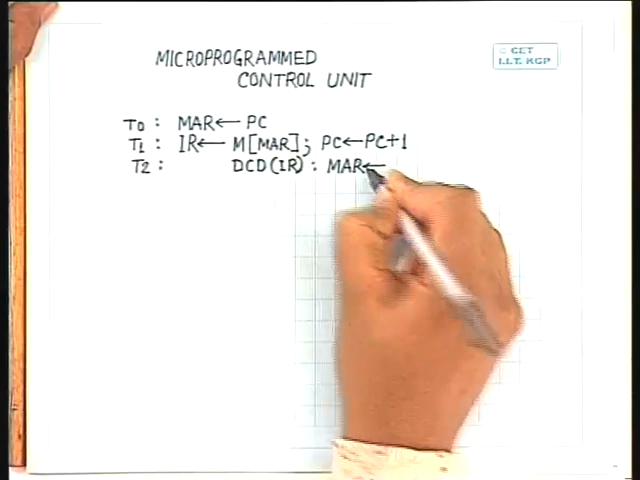 MICROPROGRAMMED
CONTROL UNIT
© CET
I.I.T. KGP
T0 : MAR ← PC
T1 : IR ← M[MAR] ; PC ← PC+1
T2 : DCD(IR) : MAR ←